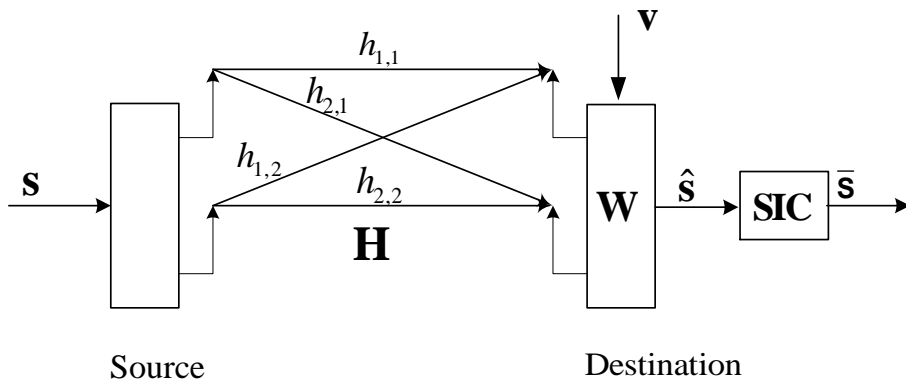 v
h₁,₁
h₂,₁
h₁,₂
h₂,₂
s
W
ŝ
SIC
s̄
H
Source
Destination